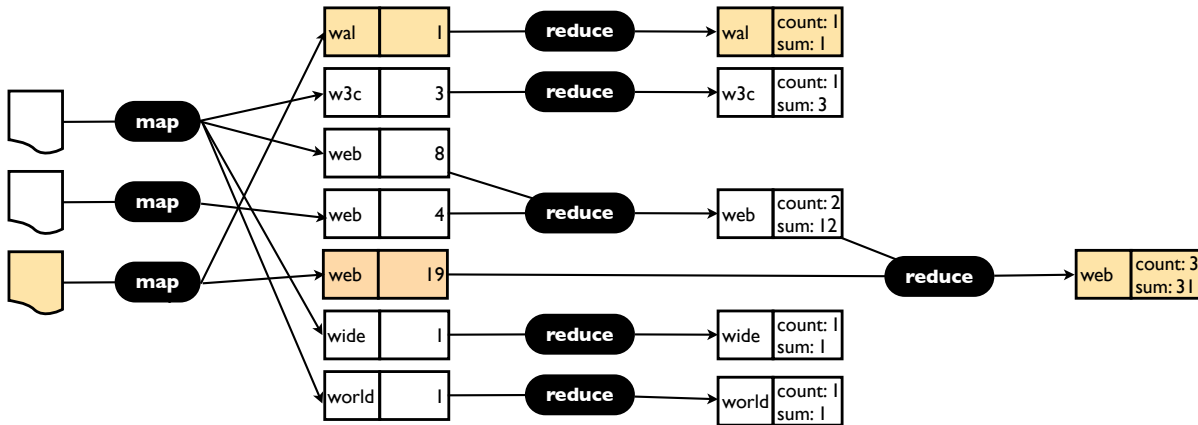 wal 1 reduce wal count: 1
sum: 1
w3c 3 reduce w3c count: 1
sum: 3
map
web 8
map web 4 reduce web count: 2
sum: 12
map web 19 reduce web count: 3
sum: 31
wide 1 reduce wide count: 1
sum: 1
world 1 reduce world count: 1
sum: 1